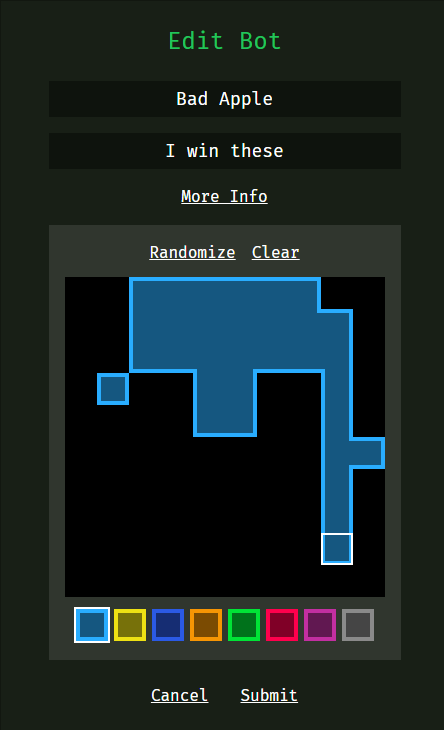 Edit Bot
Bad Apple
I win these
More Info
Randomize Clear
Cancel Submit